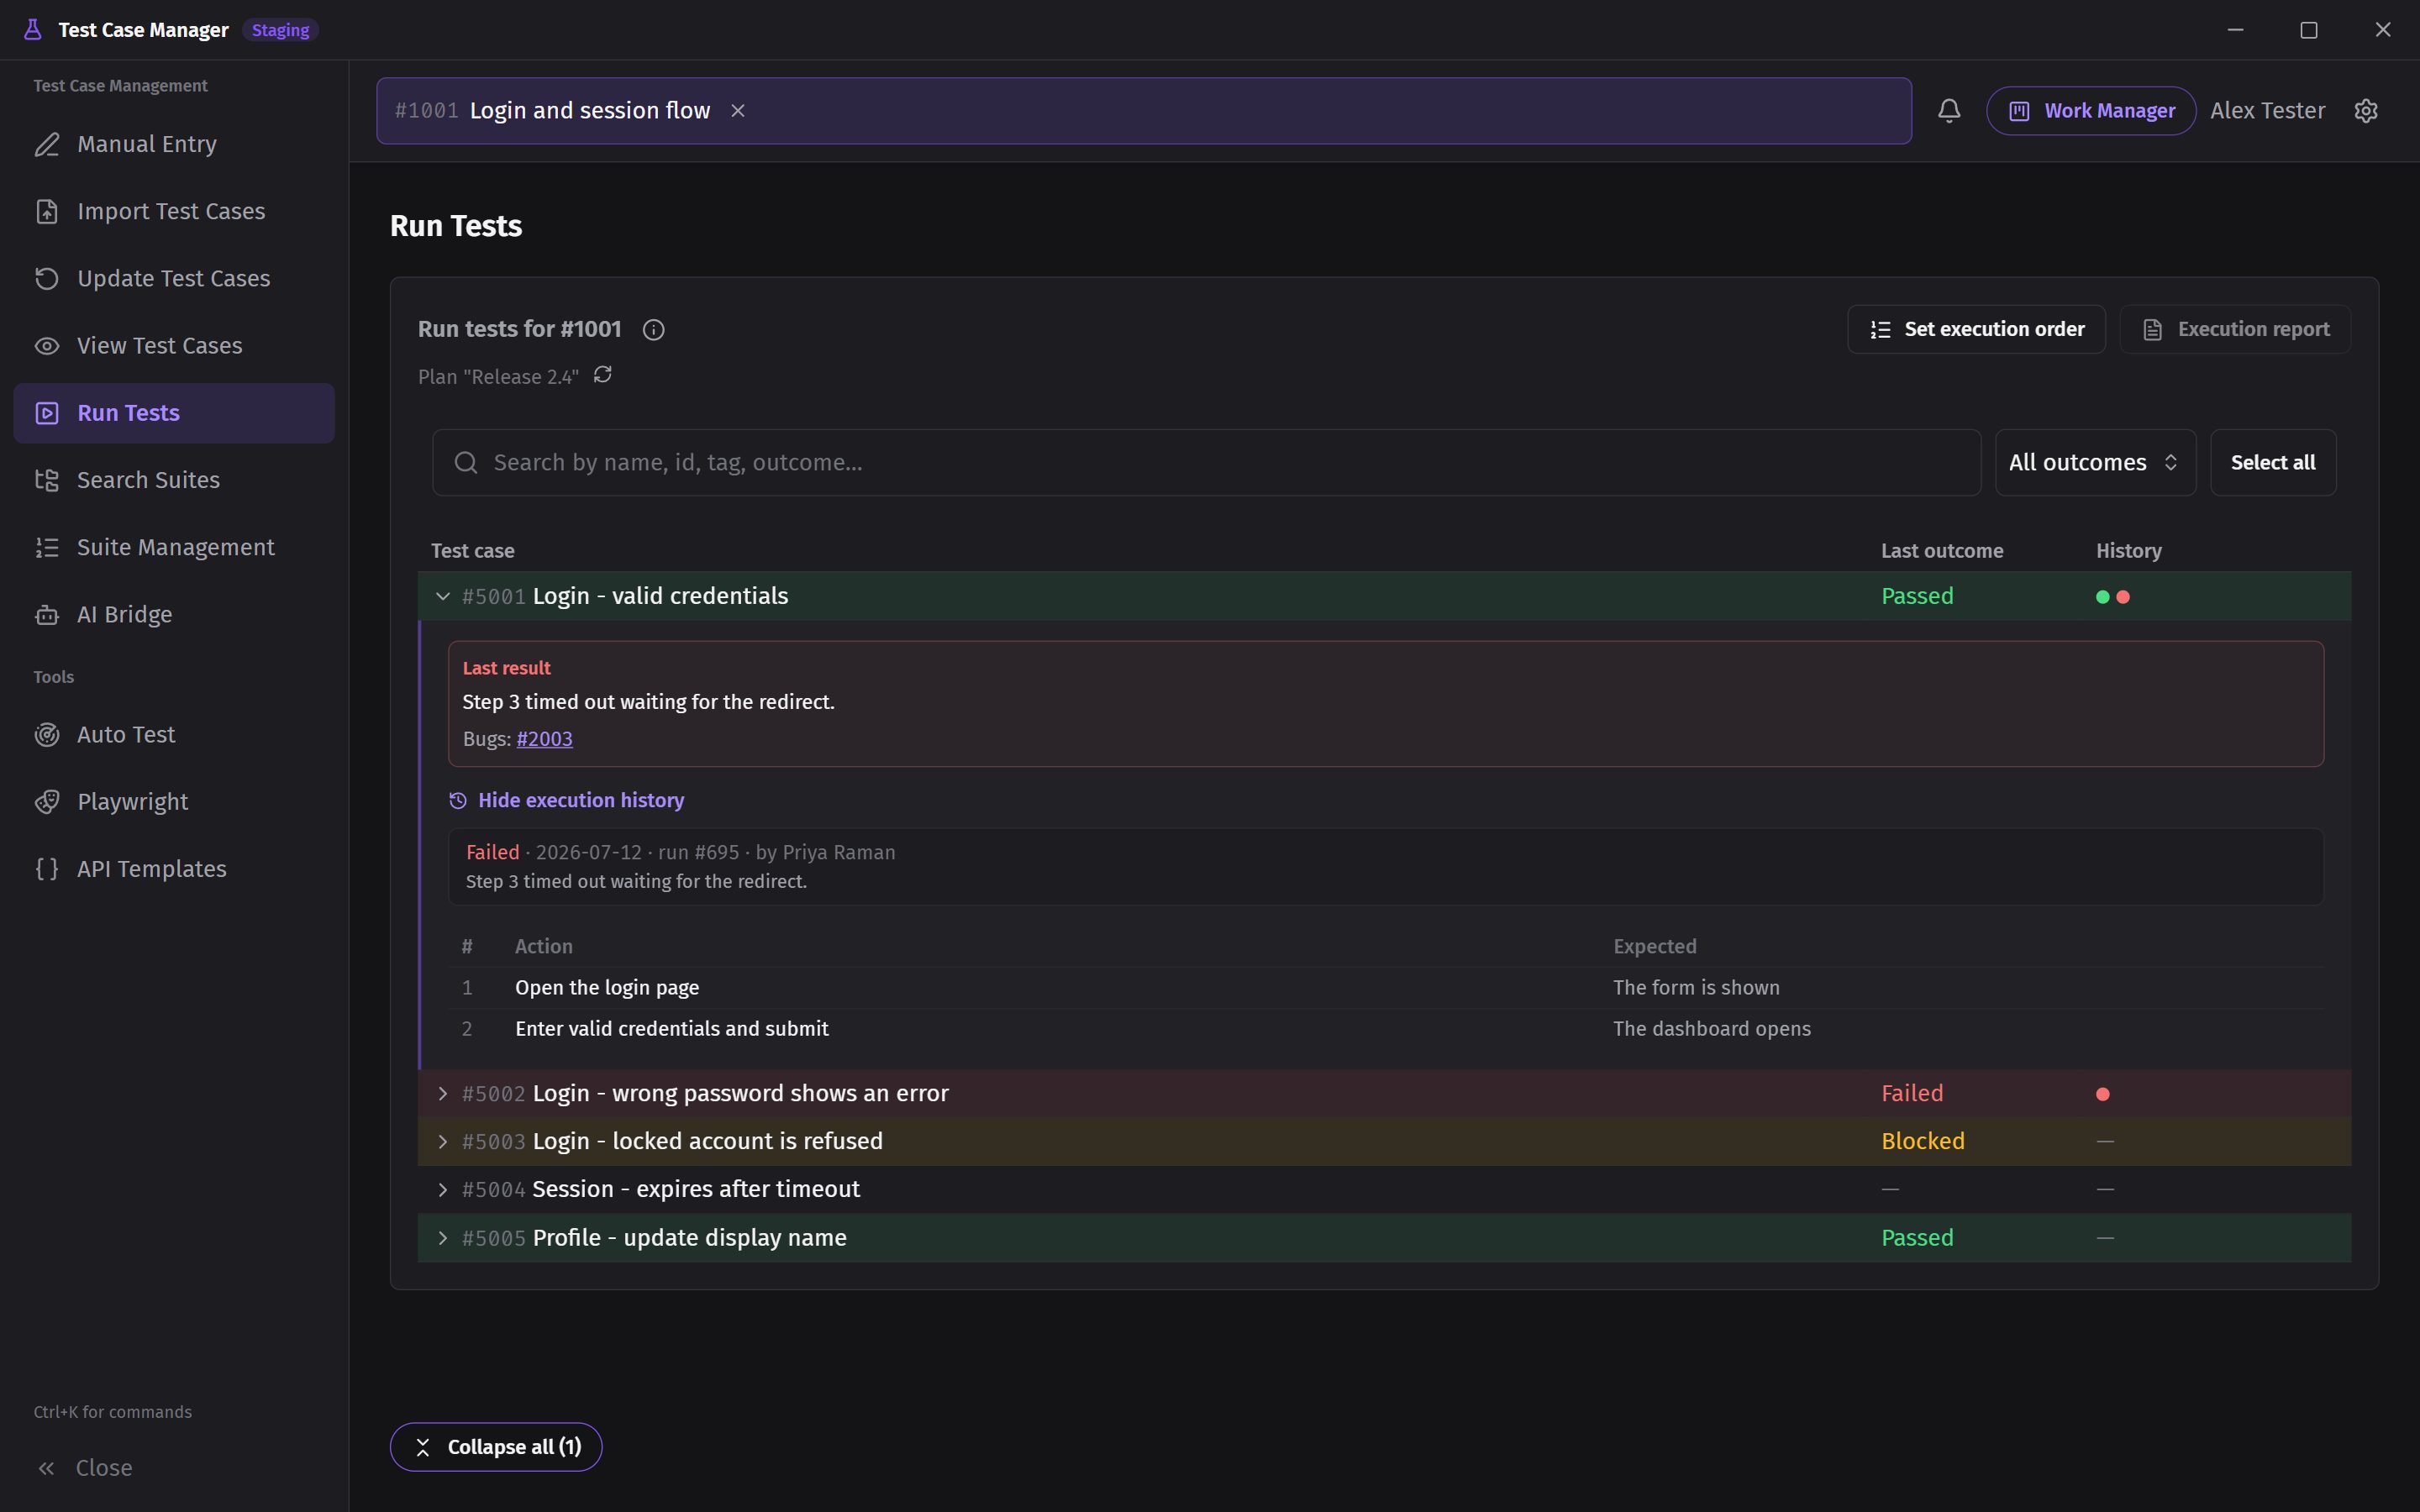 Test Case Manager Staging
Test Case Management
Manual Entry
Import Test Cases
Update Test Cases
View Test Cases
Run Tests
Search Suites
Suite Management
AI Bridge
Tools
Auto Test
Playwright
API Templates
Ctrl+K for commands
Close
#1001 Login and session flow
Work Manager
Alex Tester
Run Tests
Run tests for #1001
Set execution order
Execution report
Plan "Release 2.4"
Search by name, id, tag, outcome...
All outcomes
Select all
Test case Last outcome History
#5001 Login - valid credentials Passed
Last result
Step 3 timed out waiting for the redirect.
Bugs: #2003
Hide execution history
Failed · 2026-07-12 · run #695 · by Priya Raman
Step 3 timed out waiting for the redirect.
# Action Expected
1 Open the login page The form is shown
2 Enter valid credentials and submit The dashboard opens
#5002 Login - wrong password shows an error Failed
#5003 Login - locked account is refused Blocked —
#5004 Session - expires after timeout — —
#5005 Profile - update display name Passed —
Collapse all (1)